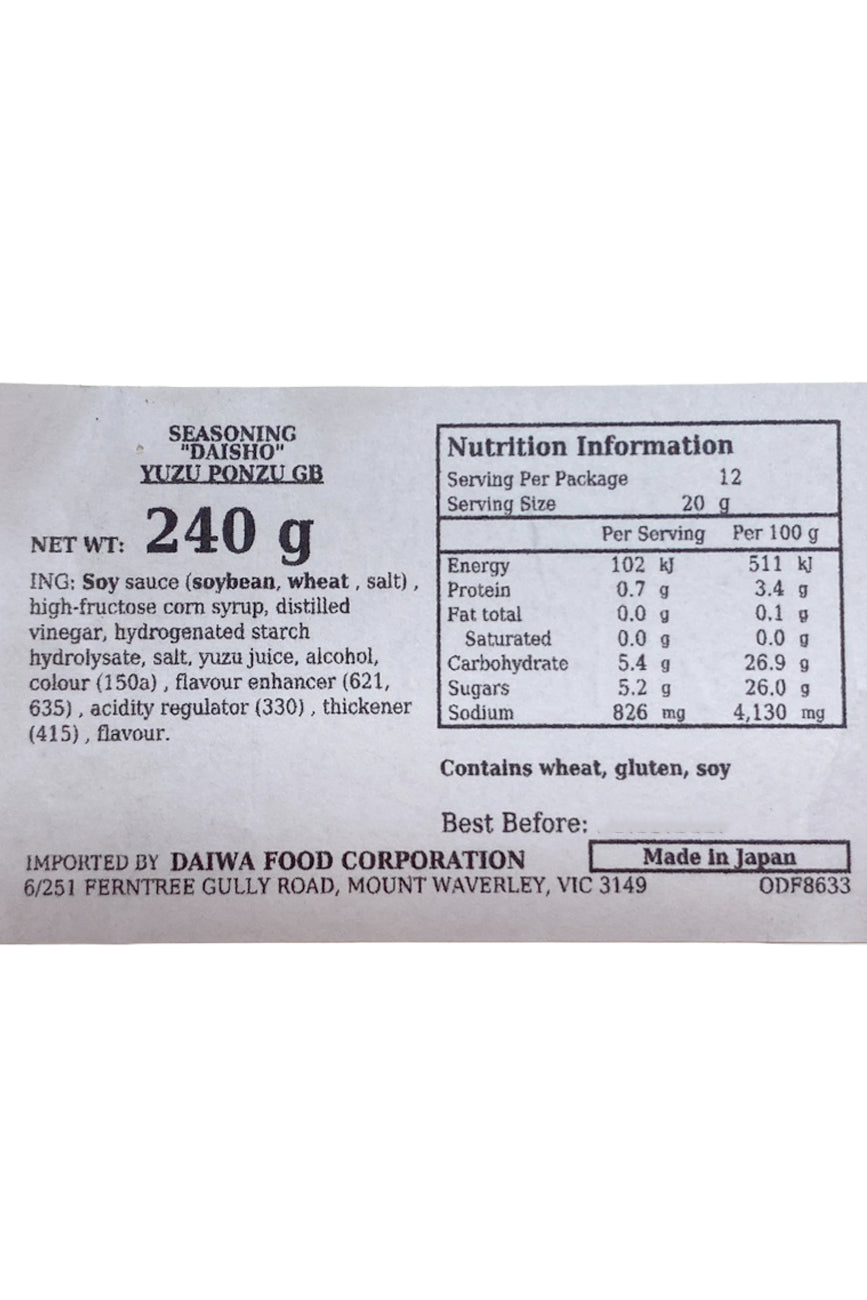 SEASONING
"DAISHO"
YUZU PONZU GB
NET WT: 240 g
ING: Soy sauce (soybean, wheat , salt) ,
high-fructose corn syrup, distilled
vinegar, hydrogenated starch
hydrolysate, salt, yuzu juice, alcohol,
colour (150a) , flavour enhancer (621,
635) , acidity regulator (330) , thickener
(415) , flavour.
Nutrition Information
Serving Per Package 12
Serving Size 20 g
Per Serving Per 100 g
Energy 102 kJ 511 kJ
Protein 0.7 g 3.4 g
Fat total 0.0 g 0.1 g
Saturated 0.0 g 0.0 g
Carbohydrate 5.4 g 26.9 g
Sugars 5.2 g 26.0 g
Sodium 826 mg 4,130 mg
Contains wheat, gluten, soy
Best Before:
IMPORTED BY DAIWA FOOD CORPORATION
Made in Japan
6/251 FERNTREE GULLY ROAD, MOUNT WAVERLEY, VIC 3149
ODF8633